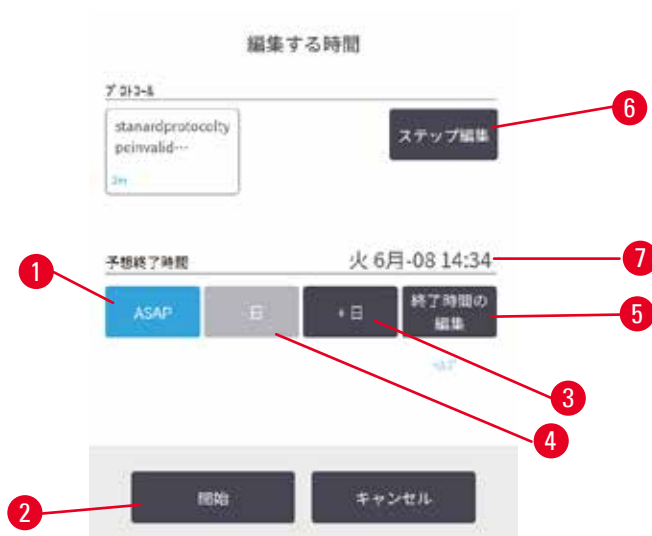 編集する時間
プロトコール
stanardprotocolty
peinvalid…
ステップ編集
6
1
予想終了時間
火 6月-08 14:34
7
ASAP
日
+ 日
終了時間の
編集
5
3
4
2
開始
キャンセル